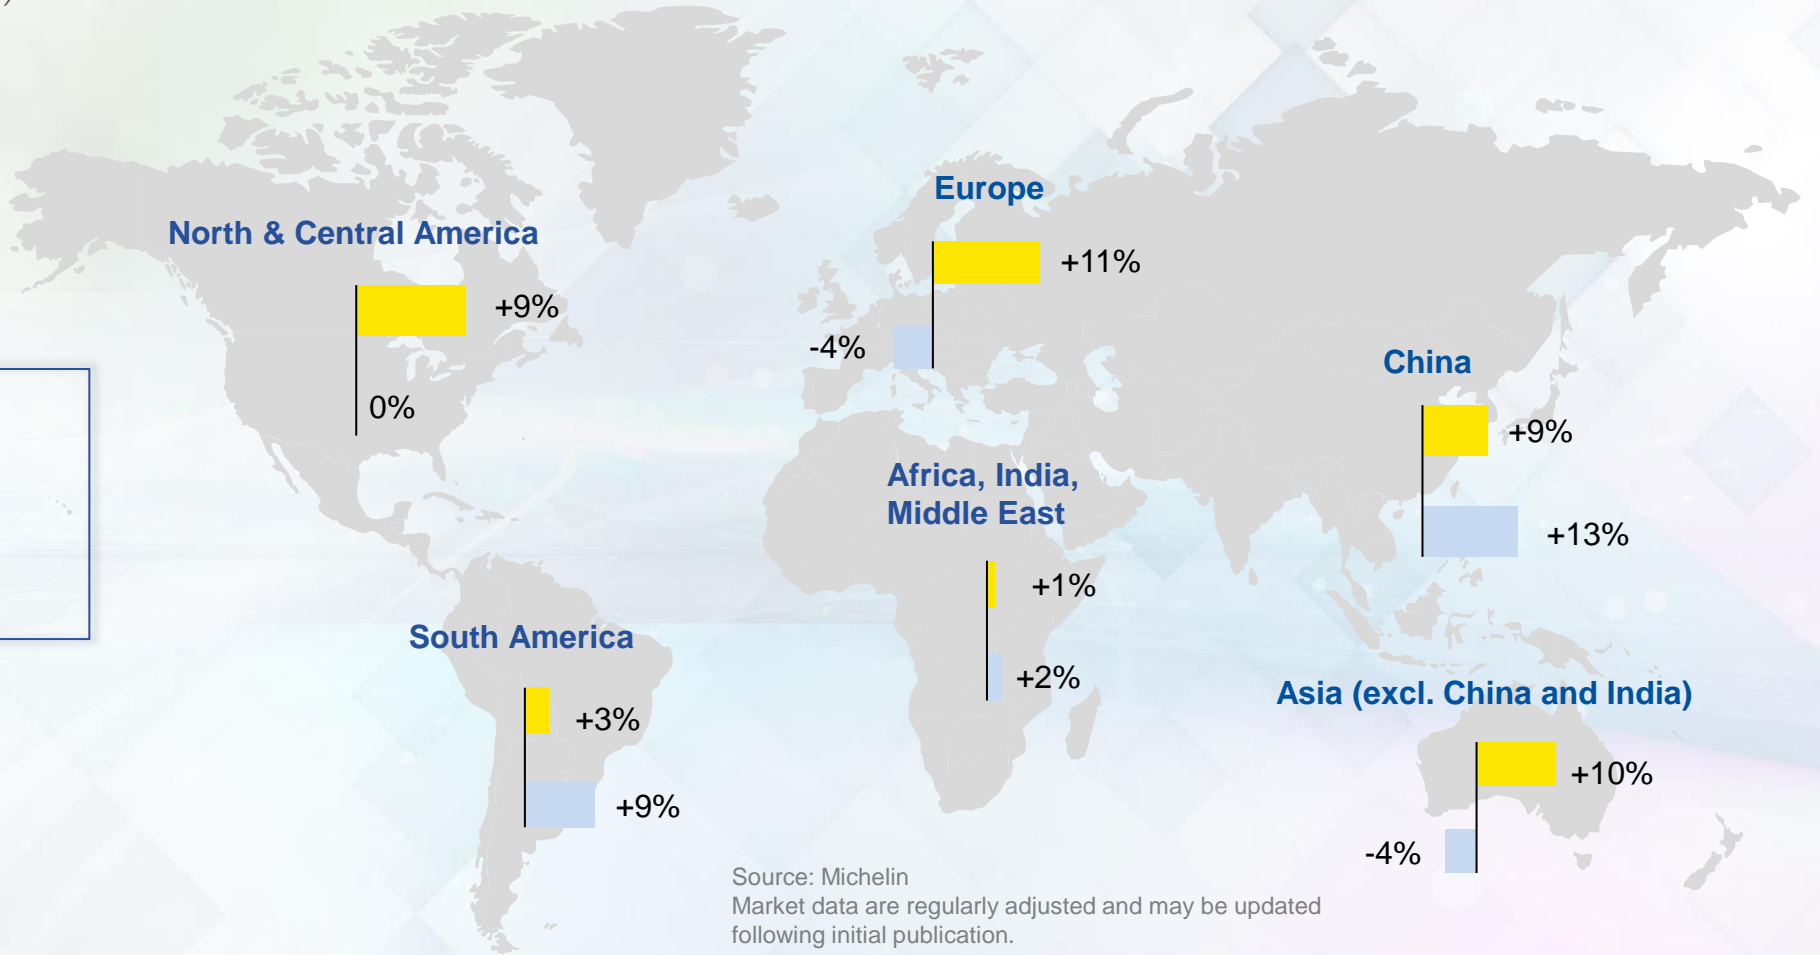 )
Europe
+11%
-4%
North & Central America
+9%
0%
China
+9%
+13%
Africa, India,
Middle East
+1%
+2%
South America
+3%
+9%
Asia (excl. China and India)
+10%
-4%
Source: Michelin
Market data are regularly adjusted and may be updated
following initial publication.